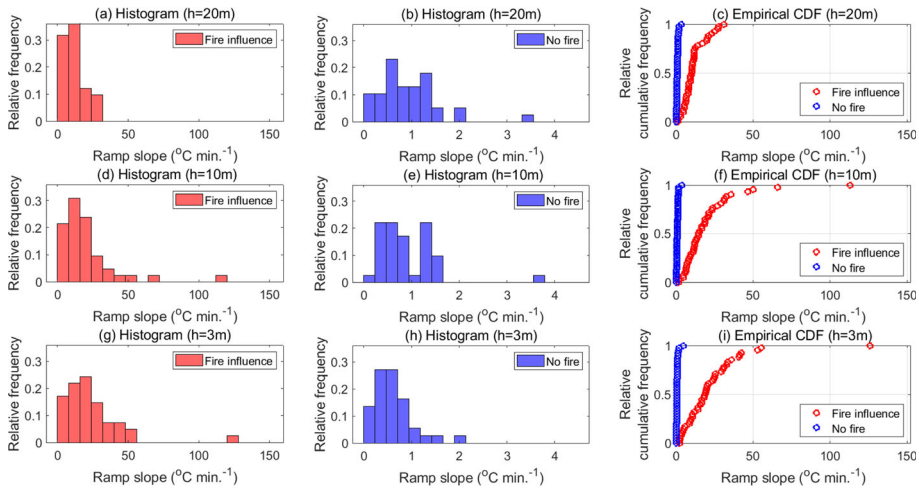 (a) Histogram (h=20m)
Relative frequency
0.3
0.2
0.1
0
Fire influence
0 50 100 150
Ramp slope (°C min.⁻¹)
(b) Histogram (h=20m)
Relative frequency
0.3
0.2
0.1
0
No fire
0 1 2 3 4
Ramp slope (°C min.⁻¹)
(c) Empirical CDF (h=20m)
Relative
cumulative frequency
1
0.5
0
Fire influence
No fire
0 50 100 150
Ramp slope (°C min.⁻¹)
(d) Histogram (h=10m)
Relative frequency
0.3
0.2
0.1
0
Fire influence
0 50 100 150
Ramp slope (°C min.⁻¹)
(e) Histogram (h=10m)
Relative frequency
0.3
0.2
0.1
0
No fire
0 2 4
Ramp slope (°C min.⁻¹)
(f) Empirical CDF (h=10m)
Relative
cumulative frequency
1
0.5
0
Fire influence
No fire
0 50 100 150
Ramp slope (°C min.⁻¹)
(g) Histogram (h=3m)
Relative frequency
0.3
0.2
0.1
0
Fire influence
0 50 100 150
Ramp slope (°C min.⁻¹)
(h) Histogram (h=3m)
Relative frequency
0.3
0.2
0.1
0
No fire
0 2 4
Ramp slope (°C min.⁻¹)
(i) Empirical CDF (h=3m)
Relative
cumulative frequency
1
0.5
0
Fire influence
No fire
0 50 100 150
Ramp slope (°C min.⁻¹)